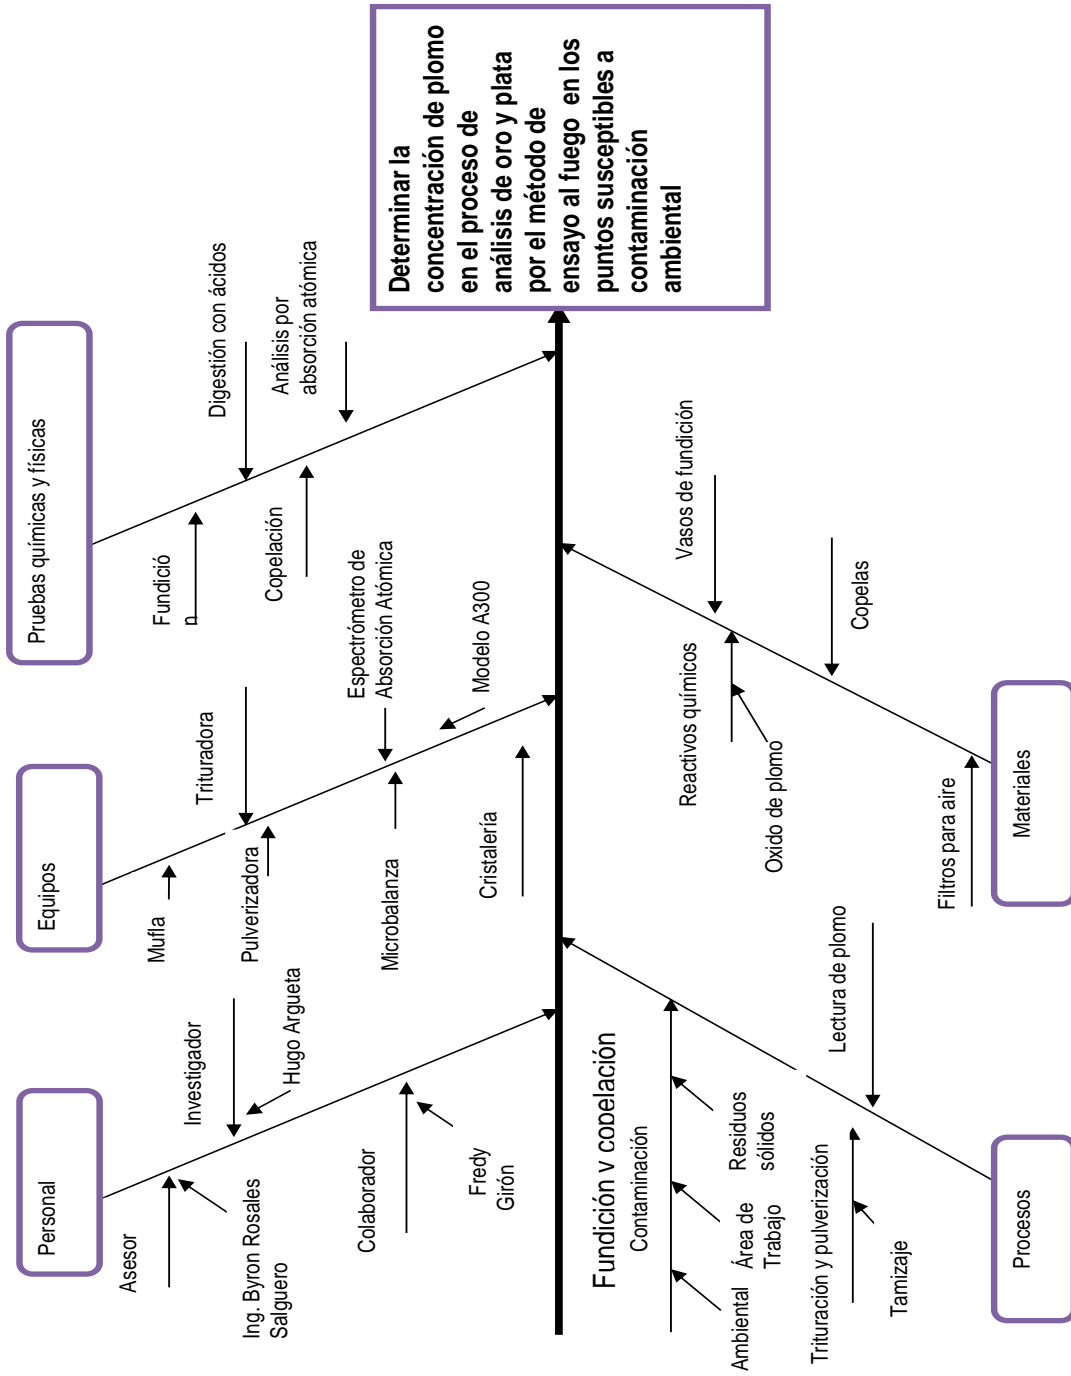 Personal
Asesor
Ing. Byron Rosales
Salguero
Investigador
Hugo Argueta
Colaborador
Fredy
Girón
Equipos
Mufla
Trituradora
Pulverizadora
Espectrómetro de
Absorción Atómica
Microbalanza
Modelo A300
Cristalería
Pruebas químicas y físicas
Fundició
n
Digestión con ácidos
Copelación
Análisis por
absorción atómica
Determinar la
concentración de plomo
en el proceso de
análisis de oro y plata
por el método de
ensayo al fuego en los
puntos susceptibles a
contaminación
ambiental
Fundición y copelación
Contaminación
Ambiental
Área de
Trabajo
Residuos
sólidos
Trituración y pulverización
Tamizaje
Lectura de plomo
Procesos
Reactivos químicos
Oxido de plomo
Vasos de fundición
Copelas
Filtros para aire
Materiales